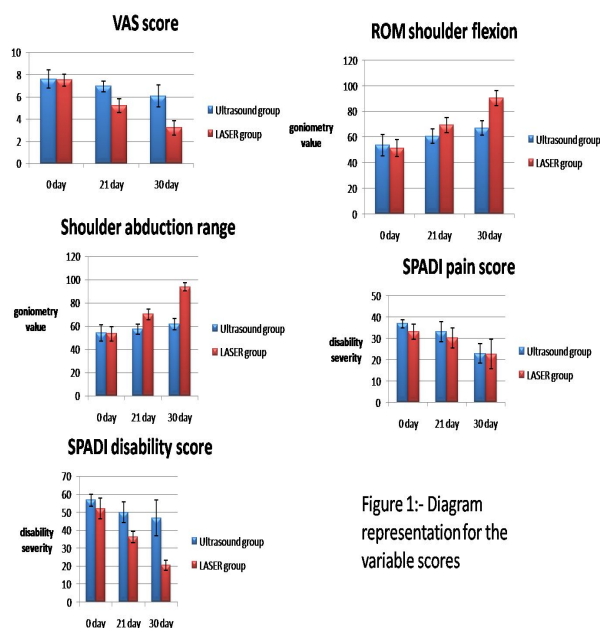 VAS score
10
8
6
4
2
0
0 day
21 day
30 day
Ultrasound group
LASER group
ROM shoulder flexion
120
100
80
60
40
20
0
goniometry
value
0 day
21 day
30 day
Ultrasound group
LASER group
Shoulder abduction range
120
100
80
60
40
20
0
goniometry
value
0 day
21 day
30 day
Ultrasound group
LASER group
SPADI pain score
50
40
30
20
10
0
disability
severity
0 day
21 day
30 day
Ultrasound group
LASER group
SPADI disability score
70
60
50
40
30
20
10
0
disability
severity
0 day
21 day
30 day
Ultrasound group
LASER group
Figure 1:- Diagram
representation for the
variable scores